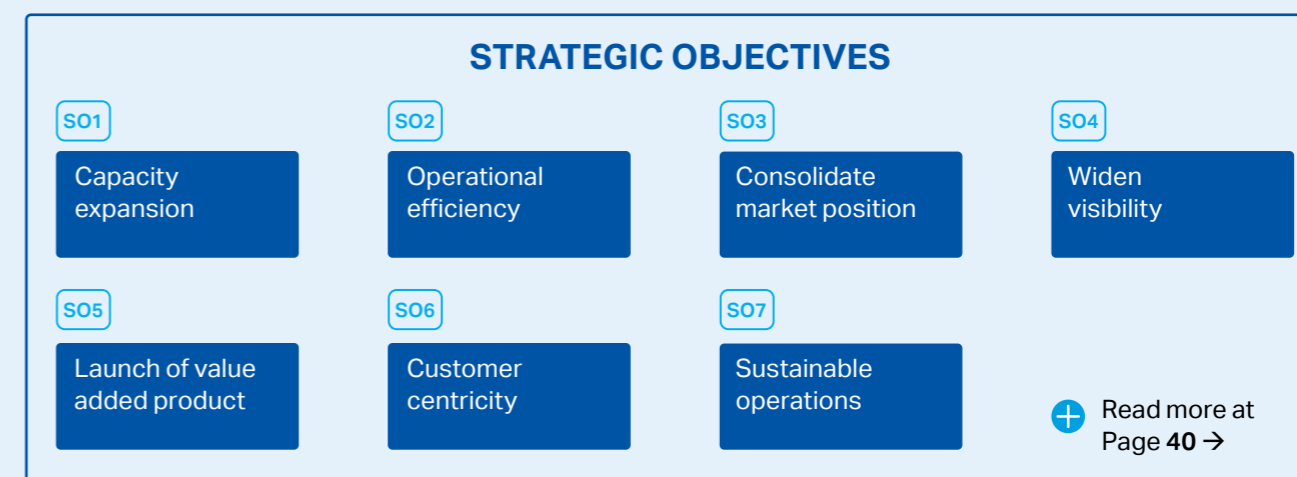 STRATEGIC OBJECTIVES
SO1
Capacity
expansion
SO2
Operational
efficiency
SO3
Consolidate
market position
SO4
Widen
visibility
SO5
Launch of value
added product
SO6
Customer
centricity
SO7
Sustainable
operations
Read more at
Page 40 →